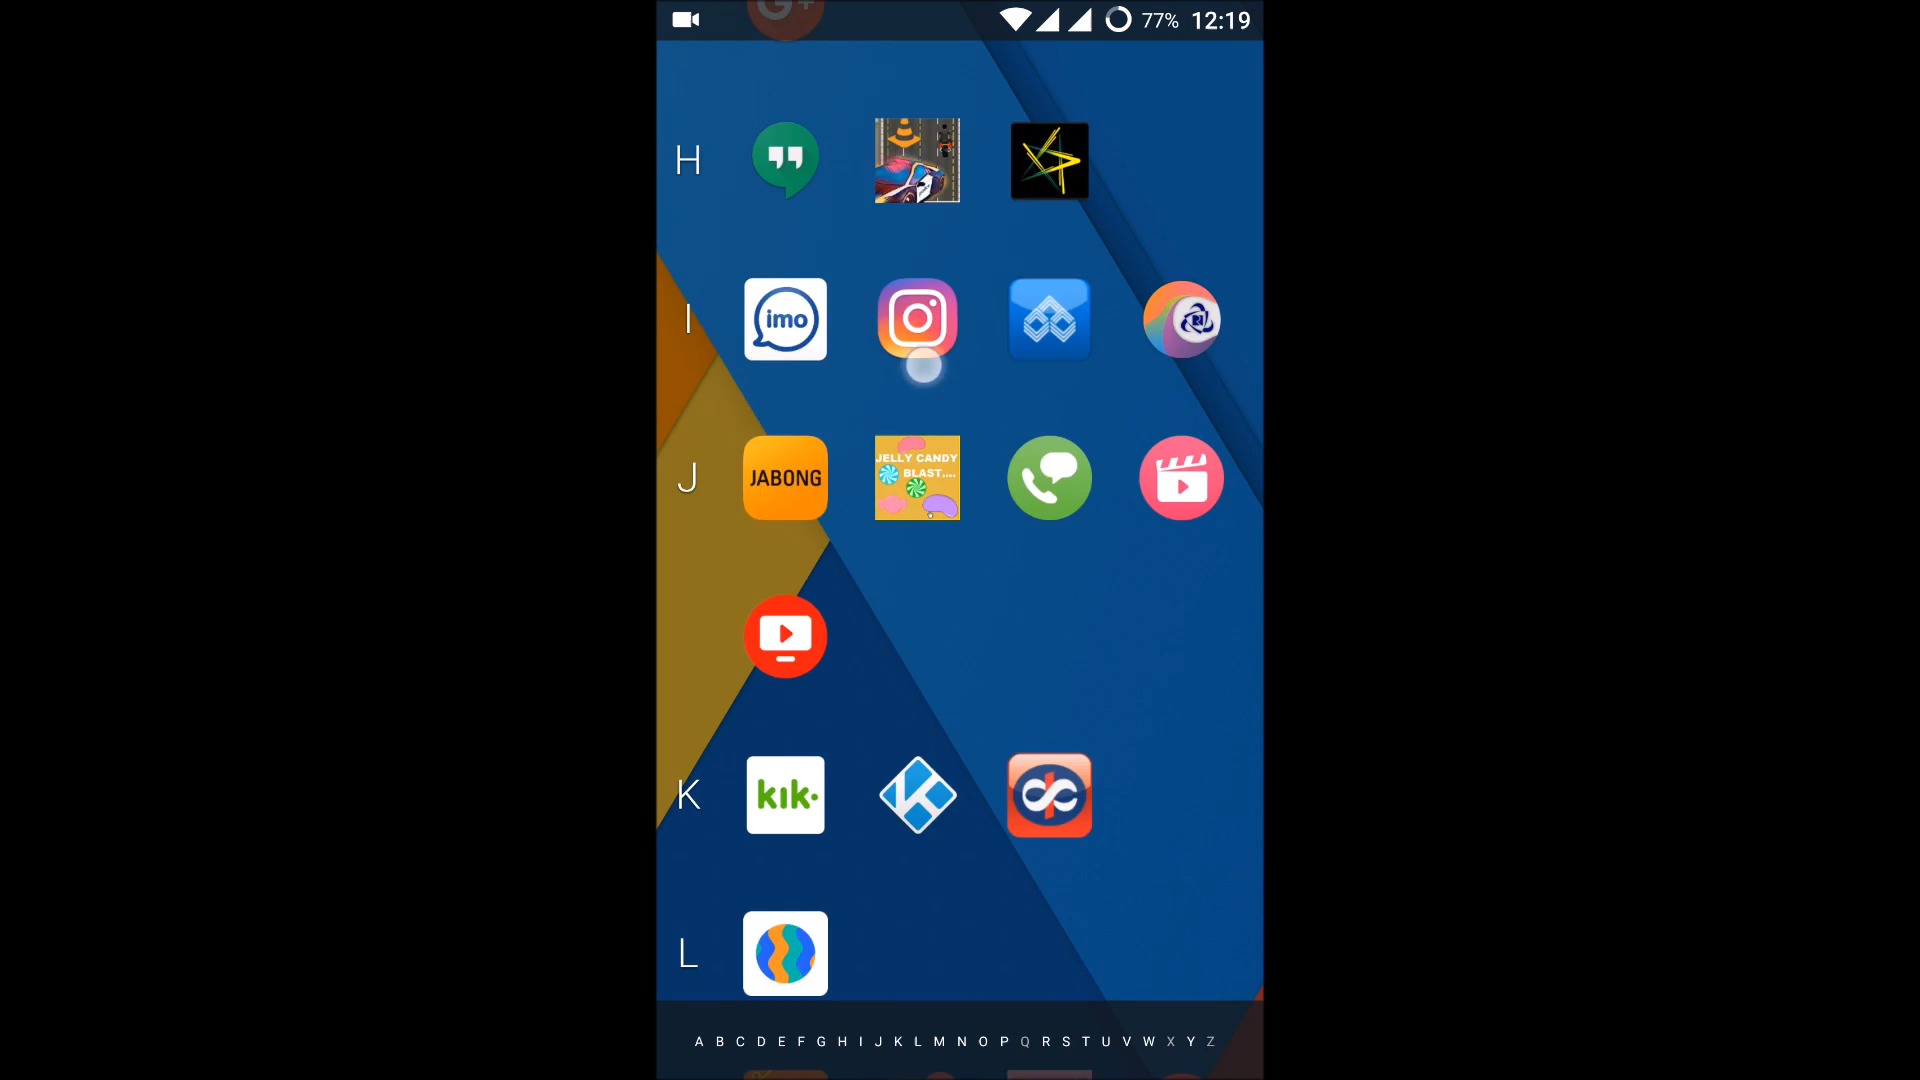 G+
77% 12:19
H
I
imo
J
JABONG
JELLY CANDY
BLAST....
K
kik.
L
A B C D E F G H I J K L M N O P Q R S T U V W X Y Z